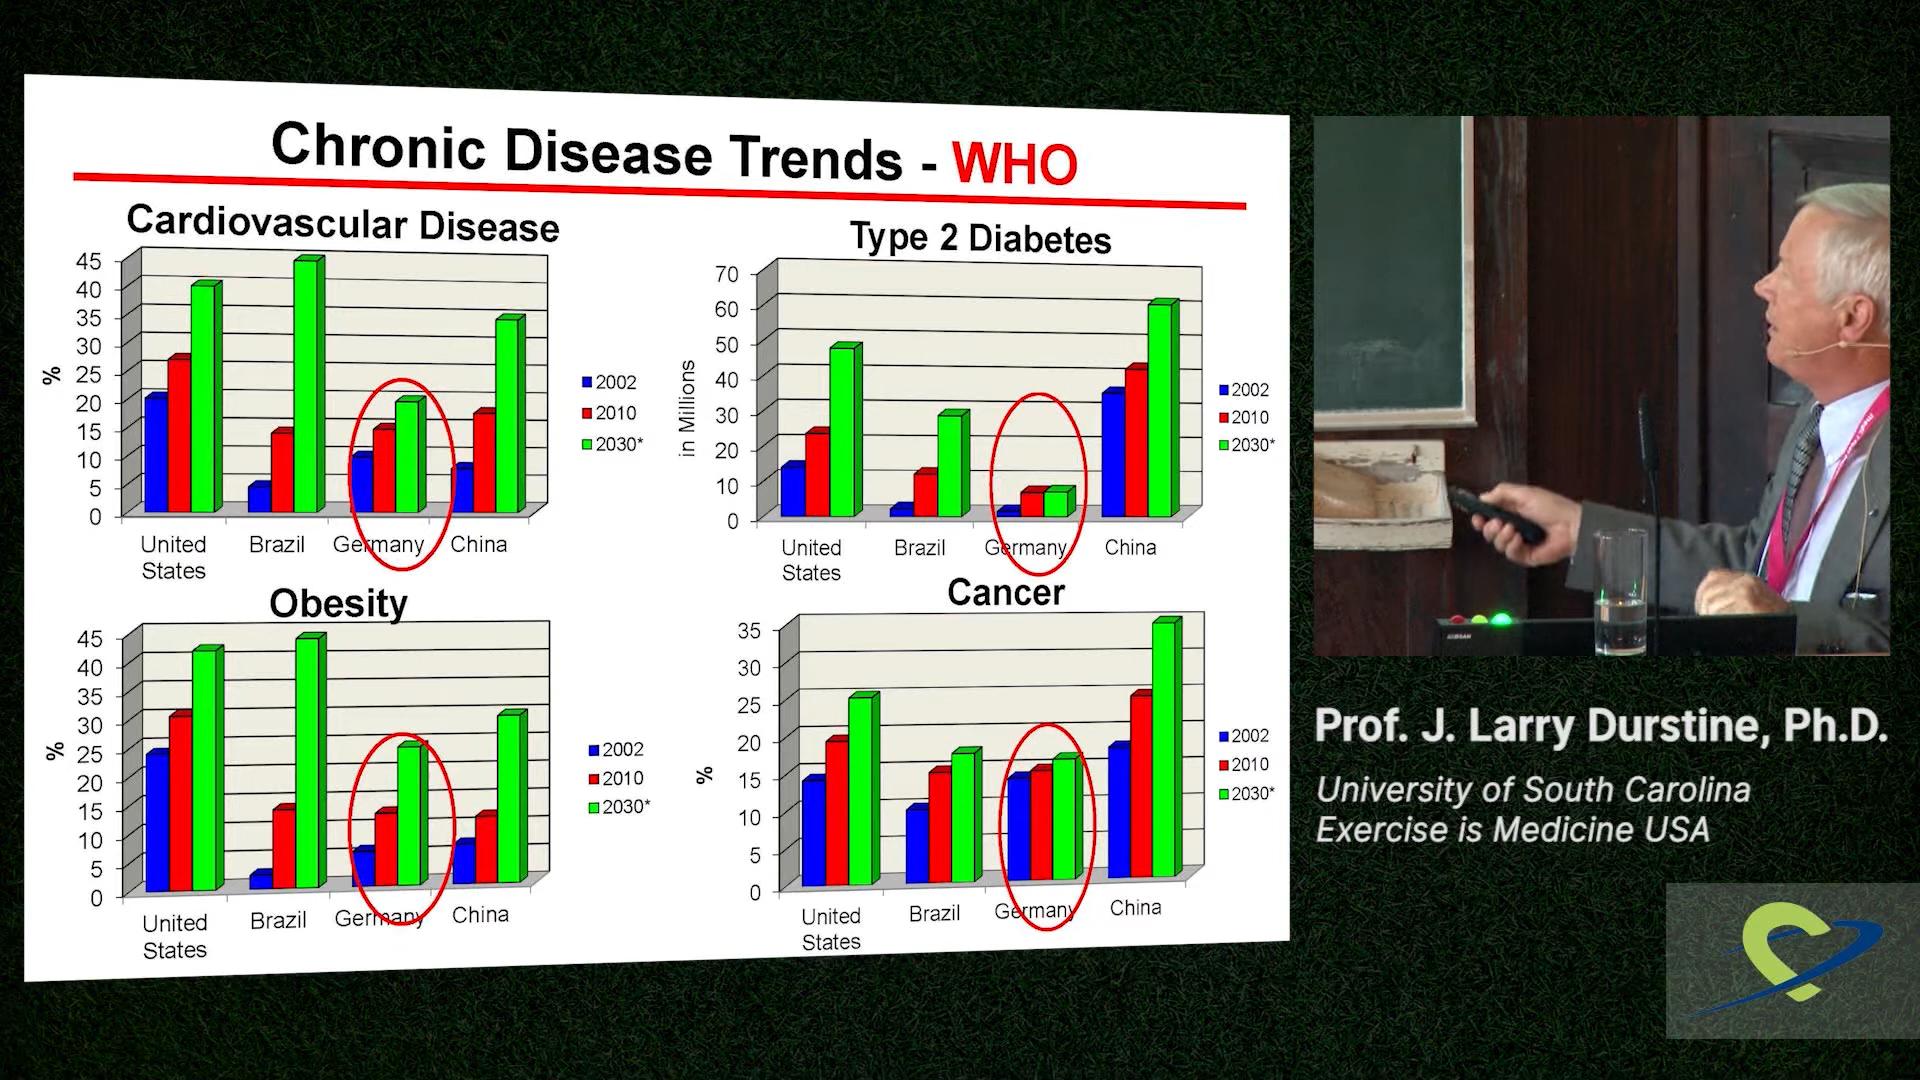 Chronic Disease Trends - WHO
Cardiovascular Disease
%
45
40
35
30
25
20
15
10
5
0
United States
Brazil
Germany
China
2002
2010
2030*
Type 2 Diabetes
in Millions
70
60
50
40
30
20
10
0
United States
Brazil
Germany
China
2002
2010
2030*
Obesity
%
45
40
35
30
25
20
15
10
5
0
United States
Brazil
Germany
China
2002
2010
2030*
Cancer
%
35
30
25
20
15
10
5
0
United States
Brazil
Germany
China
2002
2010
2030*
Prof. J. Larry Durstine, Ph.D.
University of South Carolina
Exercise is Medicine USA